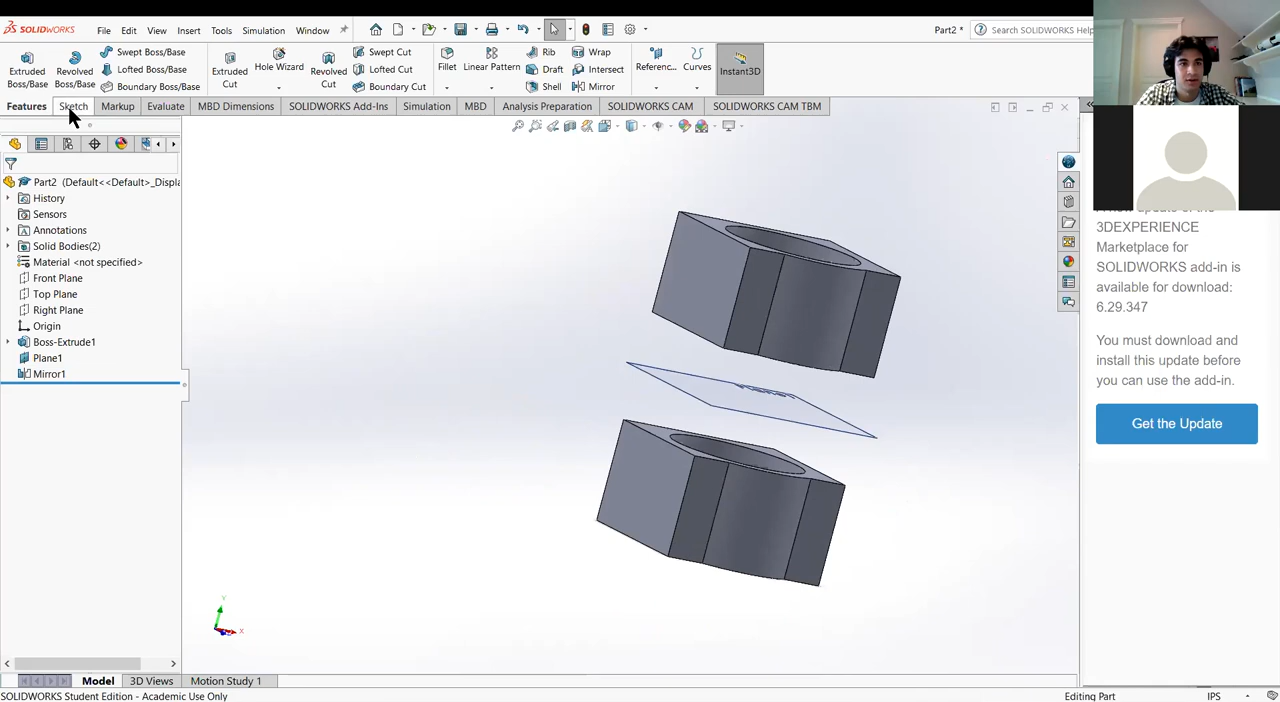 SOLIDWORKS File Edit View Insert Tools Simulation Window Part2 * Search SOLIDWORKS Help
Extruded Boss/Base Revolved Boss/Base Swept Boss/Base Extruded Cut Hole Wizard Revolved Cut Swept Cut Fillet Linear Pattern Rib Wrap Referenc... Curves Instant3D
Lofted Boss/Base Lofted Cut Draft Intersect
Boundary Boss/Base Boundary Cut Shell Mirror
Features Sketch Markup Evaluate MBD Dimensions SOLIDWORKS Add-Ins Simulation MBD Analysis Preparation SOLIDWORKS CAM SOLIDWORKS CAM TBM
Part2 (Default<<Default>_Displa
History
Sensors
Annotations
Solid Bodies(2)
Material <not specified>
Front Plane
Top Plane
Right Plane
Origin
Boss-Extrude1
Plane1
Mirror1
3DEXPERIENCE
Marketplace for
SOLIDWORKS add-in is
available for download:
6.29.347
You must download and
install this update before
you can use the add-in.
Get the Update
Y
X
Model 3D Views Motion Study 1
SOLIDWORKS Student Edition - Academic Use Only Editing Part IPS